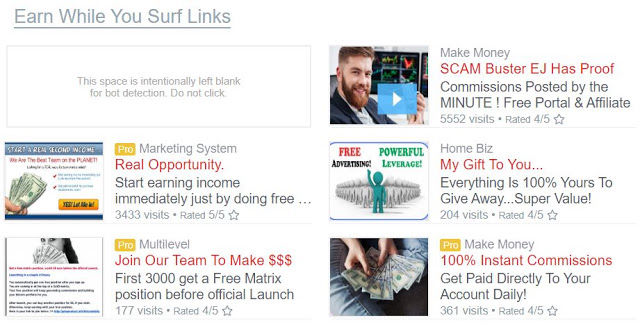 Earn While You Surf Links
This space is intentionally left blank
for bot detection. Do not click.
Make Money
SCAM Buster EJ Has Proof
Commissions Posted by the
MINUTE ! Free Portal & Affiliate
5552 visits • Rated 4/5
START A REAL SECOND INCOME
We Are The Best Team on the PLANET!
YES! Let Me In!
Pro Marketing System
Real Opportunity.
Start earning income
immediately just by doing free …
3433 visits • Rated 5/5
FREE POWERFUL
Advertising! Leverage!
Home Biz
My Gift To You...
Everything Is 100% Yours To
Give Away...Super Value!
204 visits • Rated 4/5
Pro Multilevel
Join Our Team To Make $$$
First 3000 get a Free Matrix
position before official Launch
177 visits • Rated 4/5
Pro Make Money
100% Instant Commissions
Get Paid Directly To Your
Account Daily!
361 visits • Rated 4/5